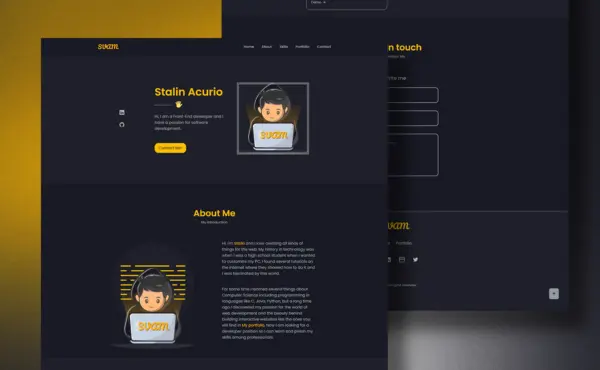 svam
Home About Skills Portfolio Contact
Stalin Acurio
Hi, I am a Front-End developer and I
have a passion for software
development.
Contact Me!
svam
About Me
My Introduction
Hi, I'm Stalin and I love creating all kinds of
things for the web. My history in technology was
when I was a high school student when I wanted
to customize my PC, I found several tutorials on
the internet where they showed how to do it and
I was fascinated by this world.
For some time I learned several things about
Computer Science including programming in
languages like C, Java, Python, but a long time
ago I discovered my passion for the world of
web development and the beauty behind
building interactive websites like the ones you
will find in My portfolio. Now I am looking for a
developer position so I can learn and polish my
skills among professionals.
svam
n touch
svam
Portfolio